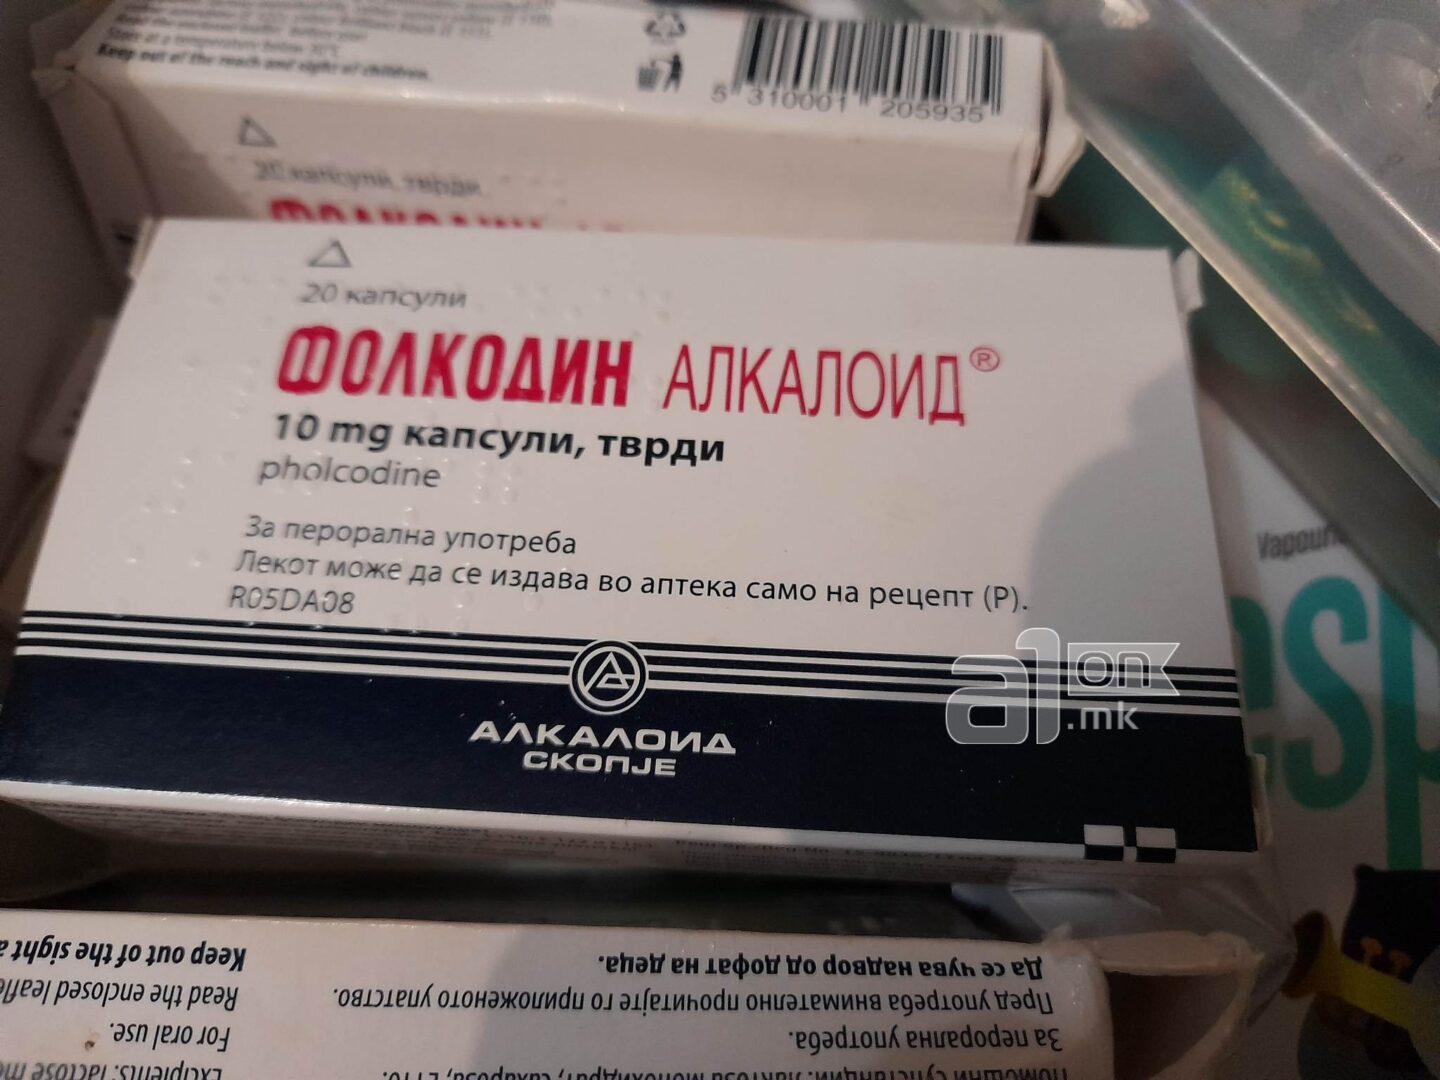 Keep out of the reach and sight of children.
5 310001 205935
20 капсули, тврди
ФОЛКОДИН
20 капсули
ФОЛКОДИН АЛКАЛОИД®
10 mg капсули, тврди
pholcodine
За перорална употреба
Лекот може да се издава во аптека само на рецепт (Р).
R05DA08
АЛКАЛОИД
СКОПЈЕ
a1on
.mk
Да се чува надвор од дофат на деца.
Пред употреба внимателно прочитајте го приложеното упатство.
За перорална употреба.
Keep out of the sight
Read the enclosed
For oral use.
Excipients: lactose